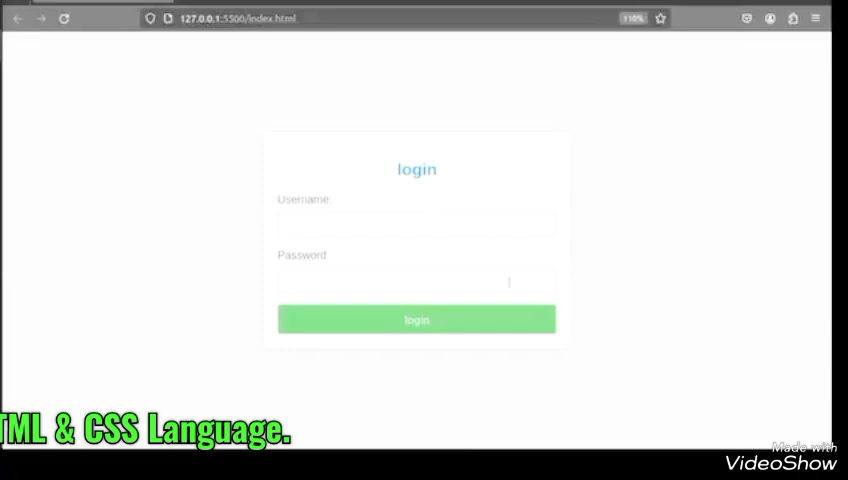 127.0.0.1:5500/index.html
110%
login
Username:
Password
login
TML & CSS Language.
Made with
VideoShow